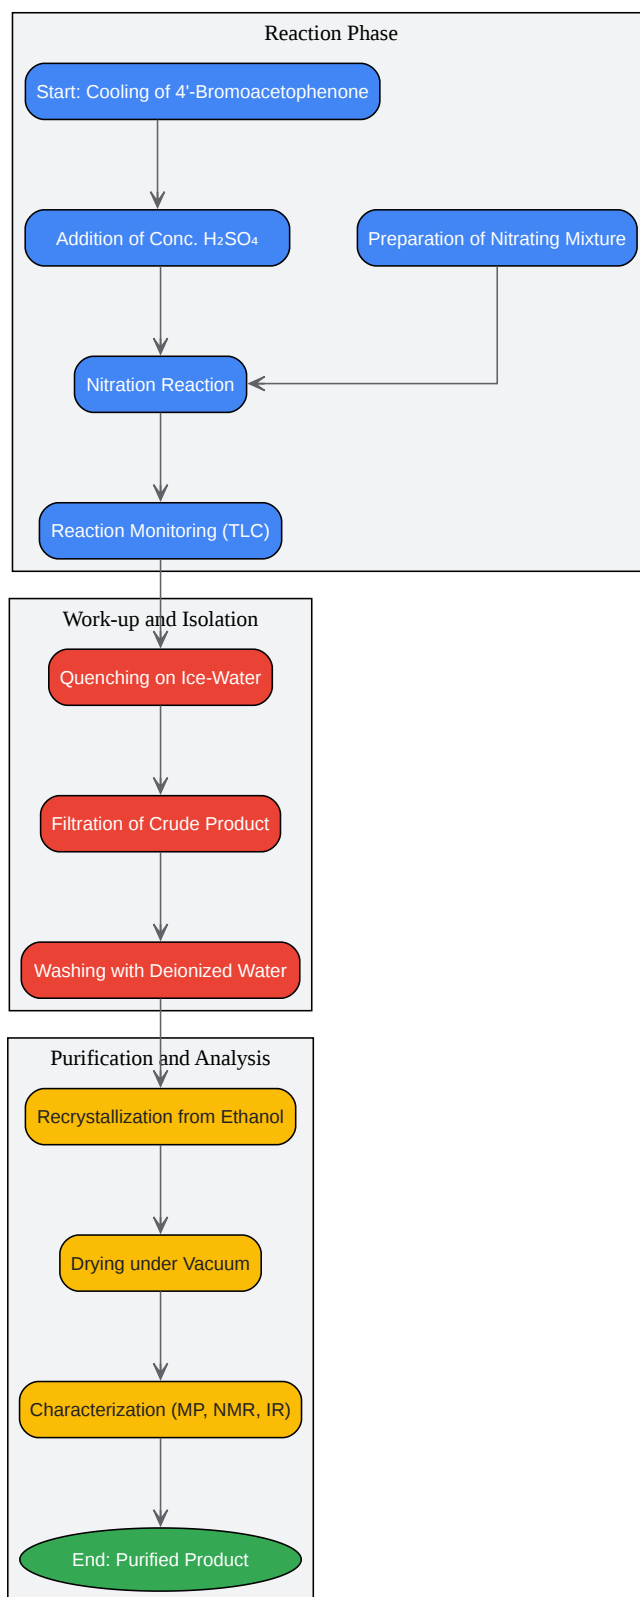 Reaction Phase
Start: Cooling of 4'-Bromoacetophenone
Addition of Conc. H₂SO₄
Preparation of Nitrating Mixture
Nitration Reaction
Reaction Monitoring (TLC)
Work-up and Isolation
Quenching on Ice-Water
Filtration of Crude Product
Washing with Deionized Water
Purification and Analysis
Recrystallization from Ethanol
Drying under Vacuum
Characterization (MP, NMR, IR)
End: Purified Product